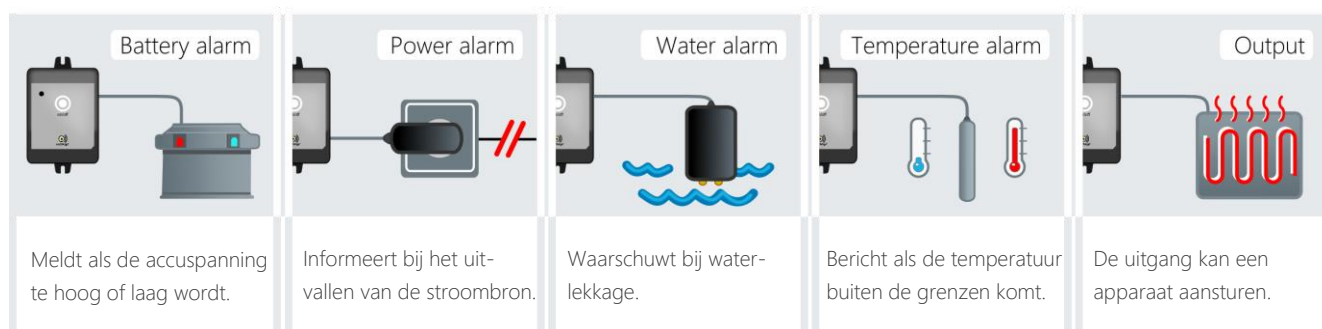 Battery alarm
Power alarm
Water alarm
Temperature alarm
Output
Meldt als de accuspanning
te hoog of laag wordt.
Informeert bij het uit-
vallen van de stroombron.
Waarschuwt bij water-
lekkage.
Bericht als de temperatuur
buiten de grenzen komt.
De uitgang kan een
apparaat aansturen.